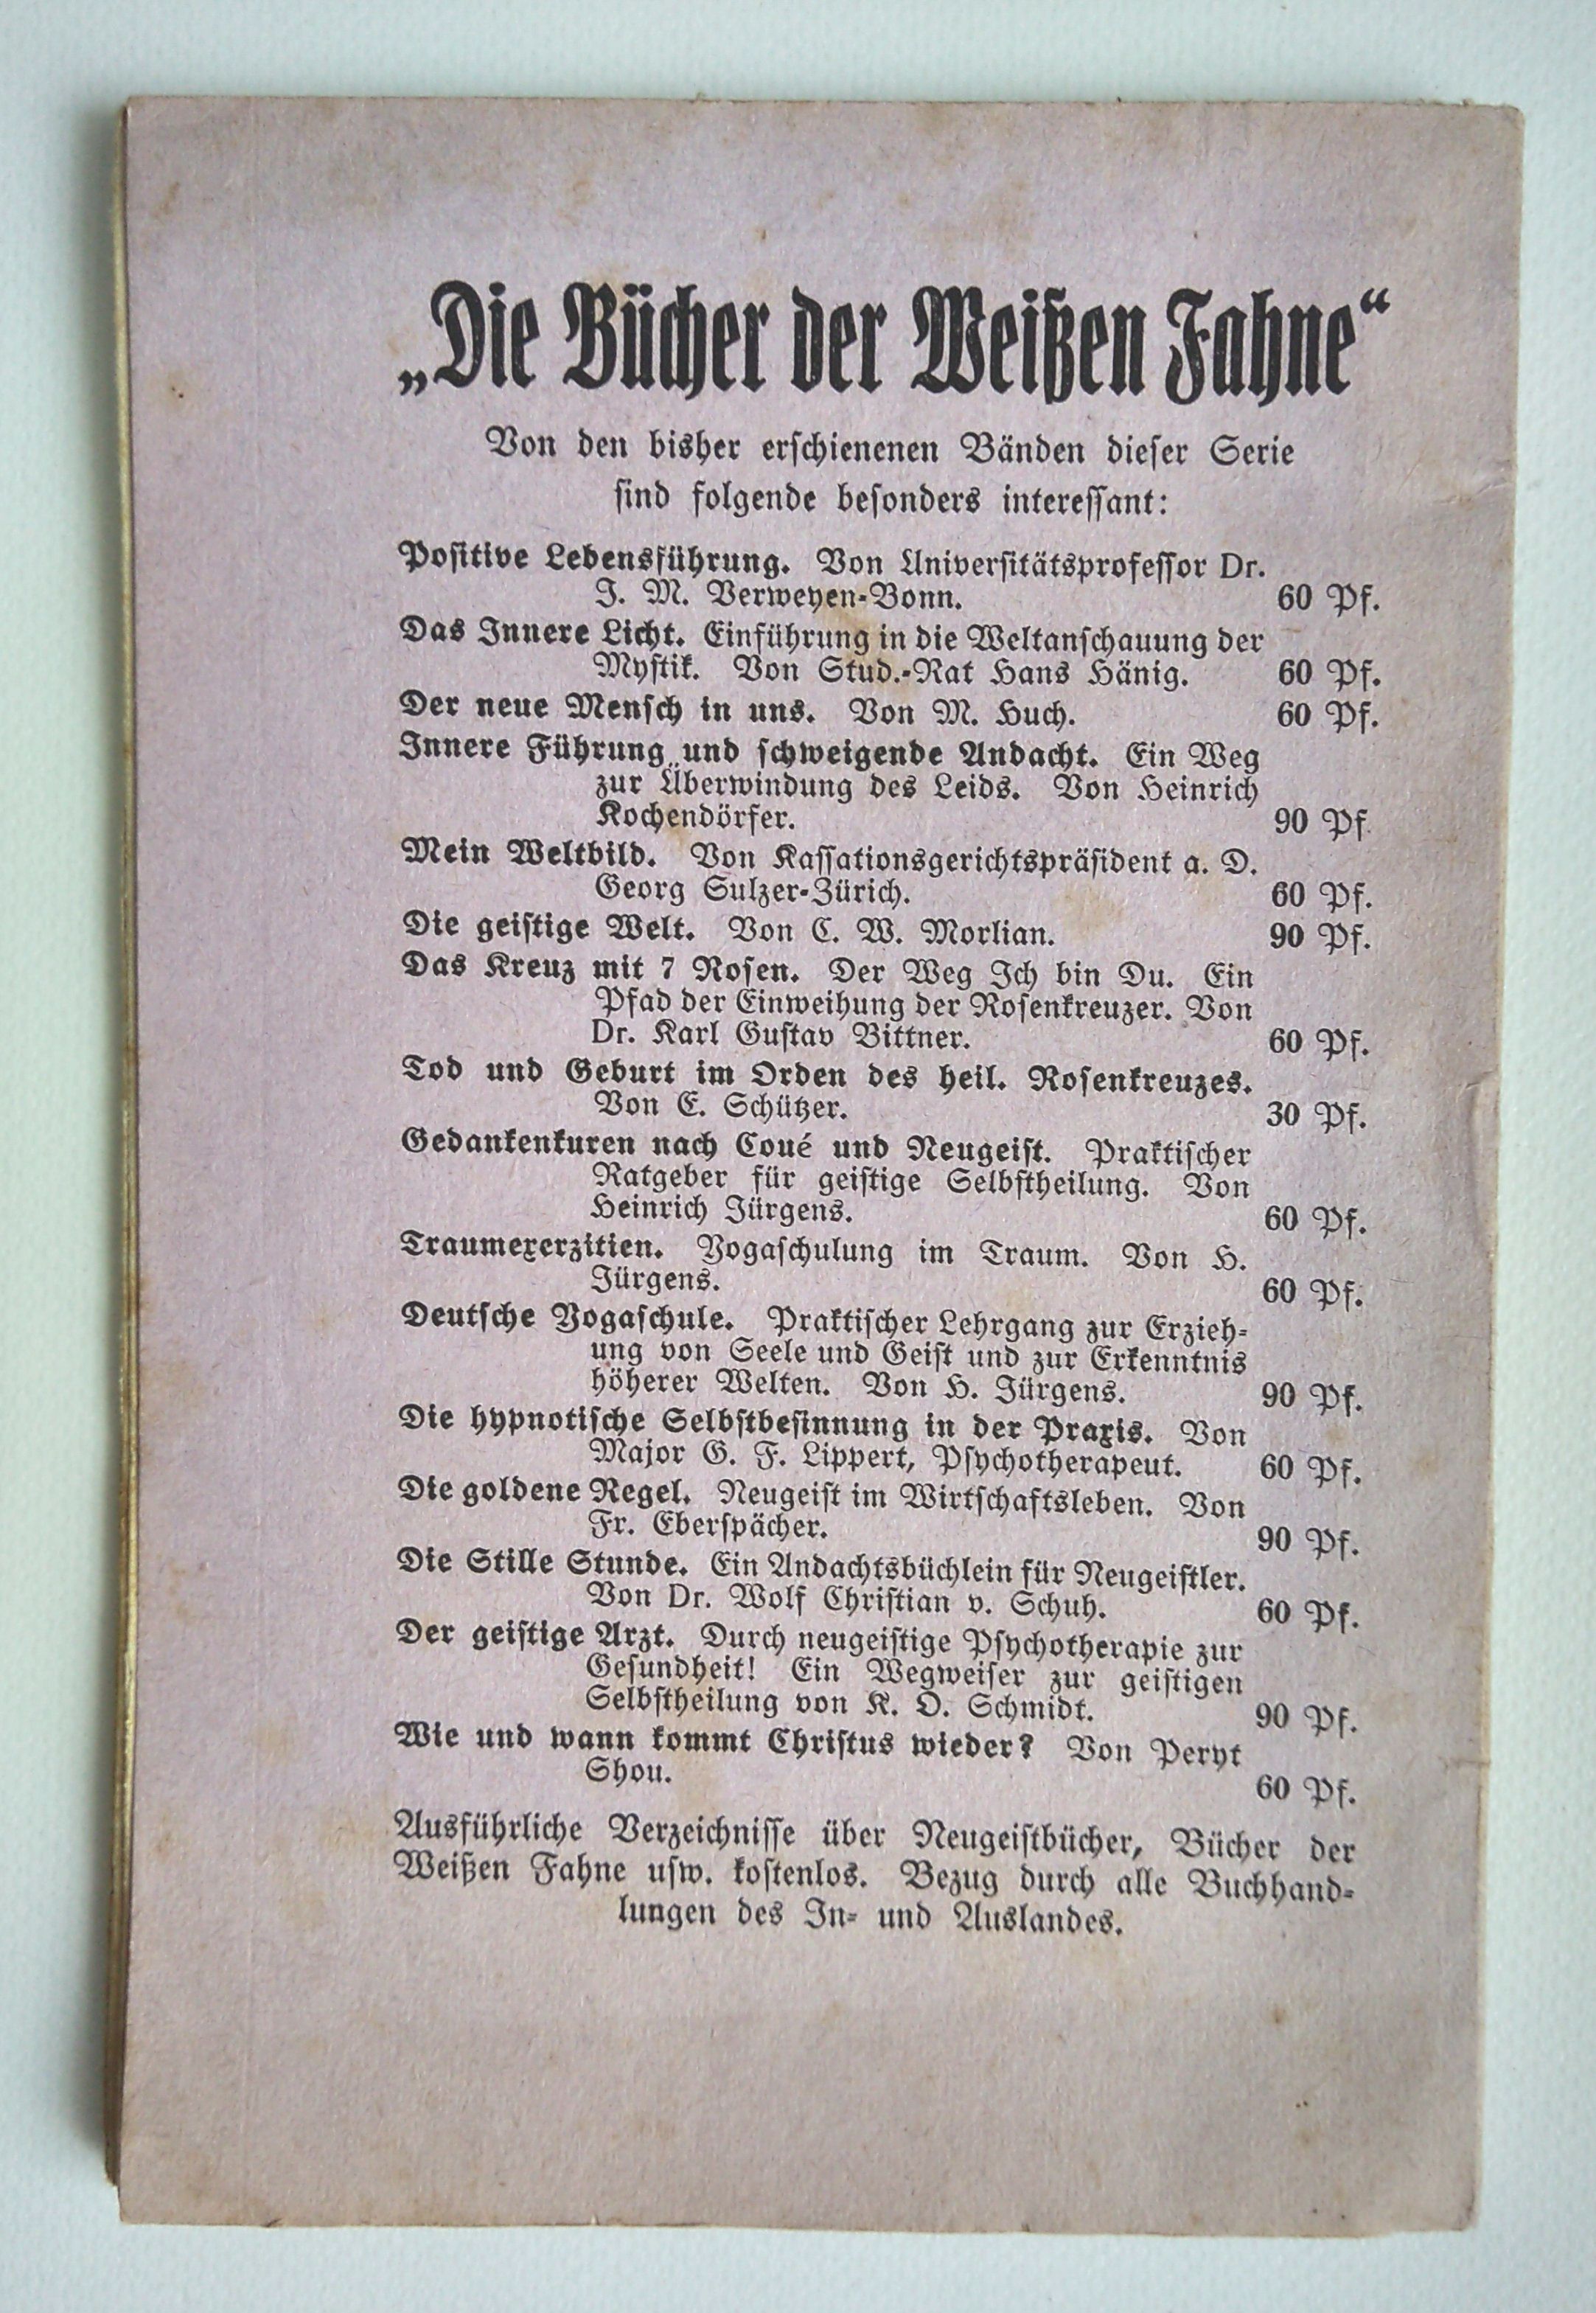 „Die Bücher der Weißen Fahne“
Von den bisher erschienenen Bänden dieser Serie
sind folgende besonders interessant:
Positive Lebensführung. Von Universitätsprofessor Dr.
J. M. Verweyen-Bonn. 60 Pf.
Das Innere Licht. Einführung in die Weltanschauung der
Mystik. Von Stud.-Rat Hans Hänig. 60 Pf.
Der neue Mensch in uns. Von M. Huch. 60 Pf.
Innere Führung und schweigende Andacht. Ein Weg
zur Überwindung des Leids. Von Heinrich
Kochendörfer. 90 Pf
Mein Weltbild. Von Kassationsgerichtspräsident a. D.
Georg Sulzer-Zürich. 60 Pf.
Die geistige Welt. Von C. W. Morlian. 90 Pf.
Das Kreuz mit 7 Rosen. Der Weg Ich bin Du. Ein
Pfad der Einweihung der Rosenkreuzer. Von
Dr. Karl Gustav Bittner. 60 Pf.
Tod und Geburt im Orden des heil. Rosenkreuzes.
Von E. Schützer. 30 Pf.
Gedankenkuren nach Coué und Neugeist. Praktischer
Ratgeber für geistige Selbstheilung. Von
Heinrich Jürgens. 60 Pf.
Traumexerzitien. Yogaschulung im Traum. Von H.
Jürgens. 60 Pf.
Deutsche Yogaschule. Praktischer Lehrgang zur Erzieh-
ung von Seele und Geist und zur Erkenntnis
höherer Welten. Von H. Jürgens. 90 Pf.
Die hypnotische Selbstbesinnung in der Praxis. Von
Major G. F. Lippert, Psychotherapeut. 60 Pf.
Die goldene Regel. Neugeist im Wirtschaftsleben. Von
Fr. Eberspächer. 90 Pf.
Die Stille Stunde. Ein Andachtsbüchlein für Neugeistler.
Von Dr. Wolf Christian v. Schuh. 60 Pf.
Der geistige Arzt. Durch neugeistige Psychotherapie zur
Gesundheit! Ein Wegweiser zur geistigen
Selbstheilung von K. O. Schmidt. 90 Pf.
Wie und wann kommt Christus wieder? Von Peryt
Shou. 60 Pf.
Ausführliche Verzeichnisse über Neugeistbücher, Bücher der
Weißen Fahne usw. kostenlos. Bezug durch alle Buchhand-
lungen des In- und Auslandes.